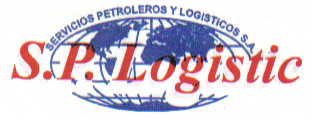 SERVICIOS PETROLEROS Y LOGISTICOS S.A.
S.P. Logistic